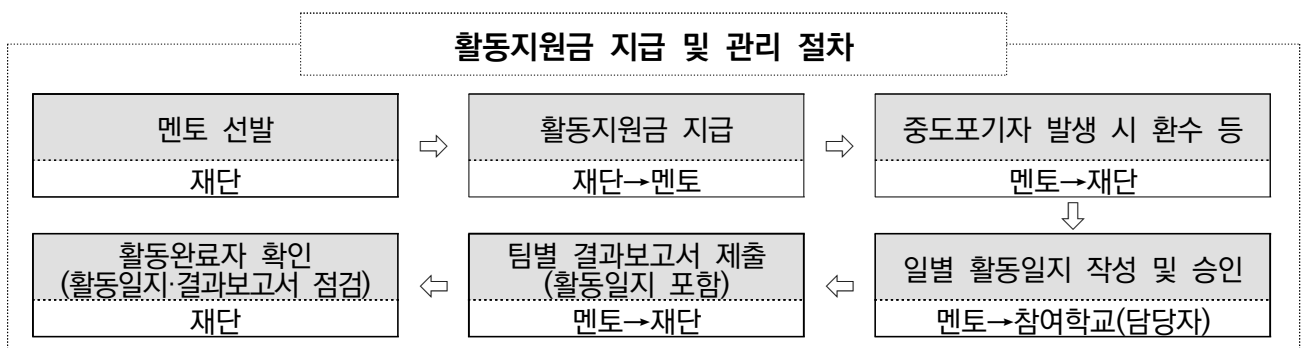 활동지원금 지급 및 관리 절차
멘토 선발
재단
⇨
활동지원금 지급
재단→멘토
⇨
중도포기자 발생 시 환수 등
멘토→재단
⇩
일별 활동일지 작성 및 승인
멘토→참여학교(담당자)
⇦
팀별 결과보고서 제출
(활동일지 포함)
멘토→재단
⇦
활동완료자 확인
(활동일지·결과보고서 점검)
재단